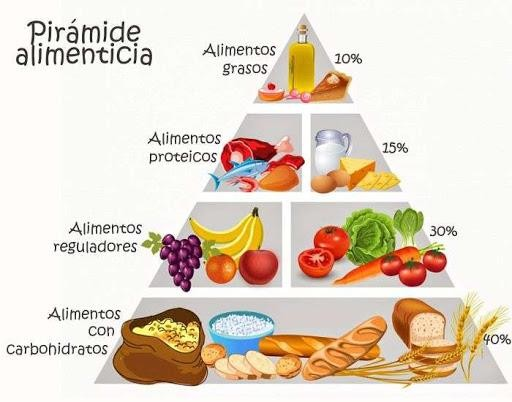 Pirámide
alimenticia
Alimentos
grasos
10%
Alimentos
proteicos
15%
Alimentos
reguladores
30%
Alimentos
con
carbohidratos
40%